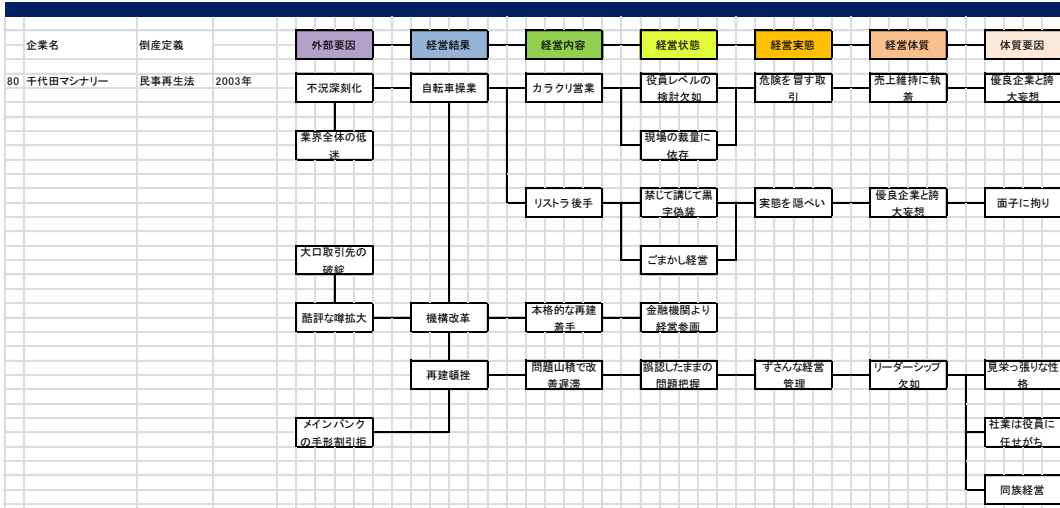 企業名 倒産定義 外部要因 経営結果 経営内容 経営状態 経営実態 経営体質 体質要因
80 千代田マシナリー 民事再生法 2003年 不況深刻化 自転車操業 カラクリ営業
役員レベルの
検討欠如
危険を冒す取
引
売上維持に執
着
優良企業と誇
大妄想
業界全体の低
迷
現場の裁量に
依存
リストラ後手
禁じて講じて黒
字偽装
実態を隠ぺい
優良企業と誇
大妄想
面子に拘り
大口取引先の
破綻
ごまかし経営
酷評な噂拡大
機構改革
本格的な再建
着手
金融機関より
経営参画
再建頓挫
問題山積で改
善遅滞
誤認したままの
問題把握
ずさんな経営
管理
リーダーシップ
欠如
見栄っ張りな性
格
メインバンク
の手形割引拒
社業は役員に
任せがち
同族経営